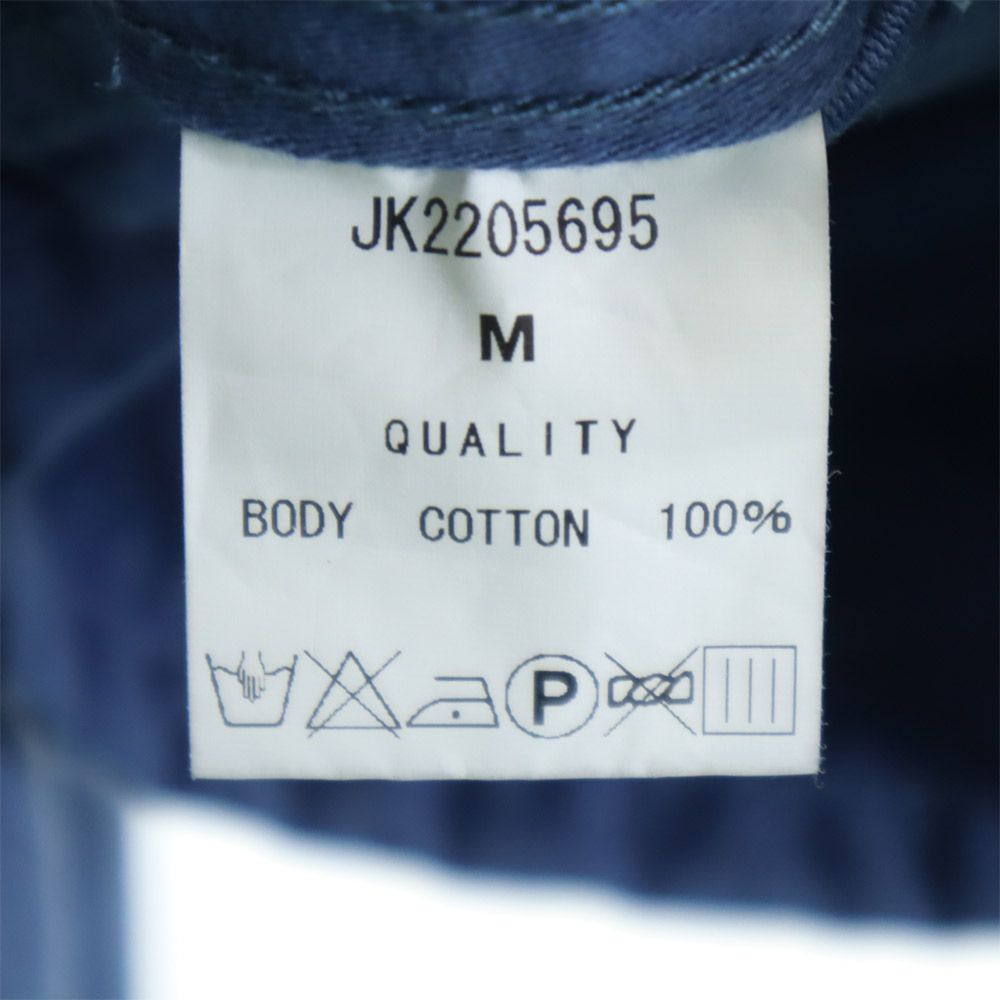 JK2205695
M
QUALITY
BODY COTTON 100%
P